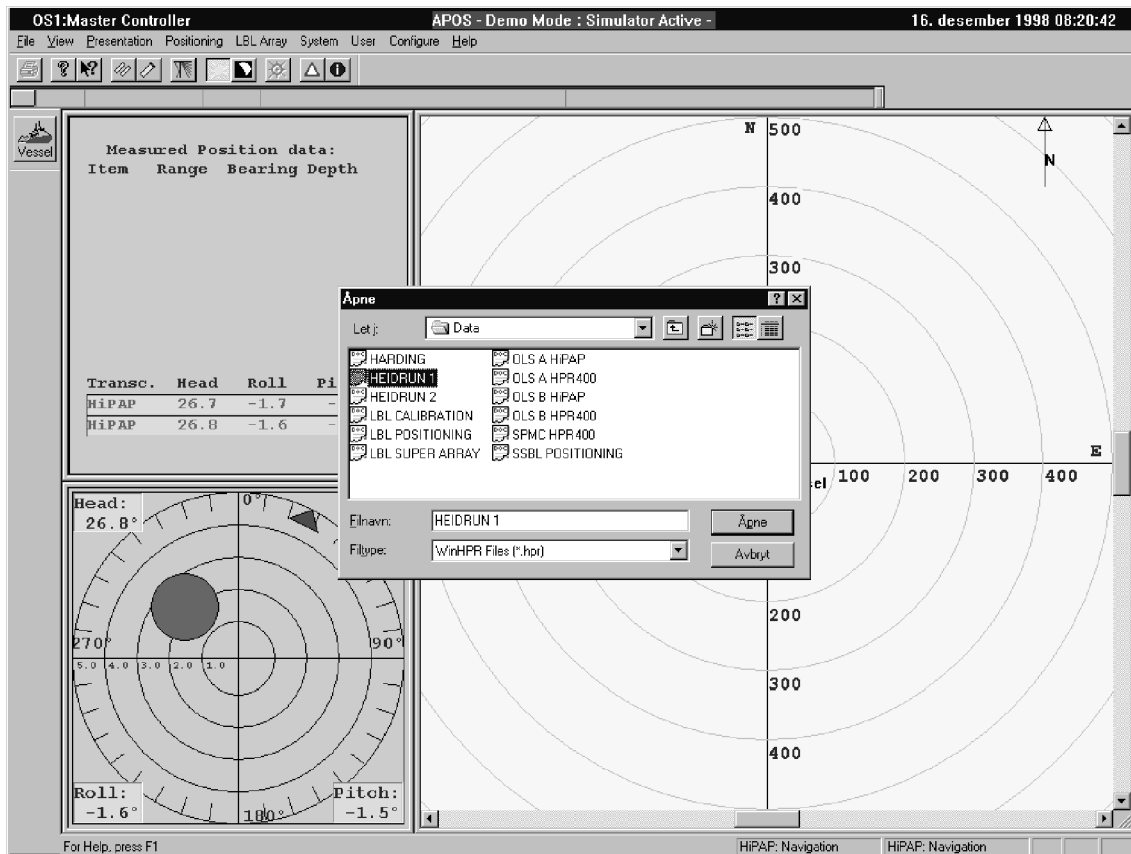 OS1:Master Controller APOS - Demo Mode : Simulator Active - 16. desember 1998 08:20:42
File View Presentation Positioning LBL Array System User Configure Help
Vessel
Measured Position data:
Item Range Bearing Depth
Transc. Head Roll Pi
HiPAP 26.7 -1.7 -
HiPAP 26.8 -1.6 -
Head:
26.8°
0°
270°
90°
5.0 4.0 3.0 2.0 1.0
Roll:
-1.6°
180°
Pitch:
-1.5°
N 500
N
400
300
E
100 200 300 400
200
300
400
Åpne
Let i:
Data
HARDING
HEIDRUN 1
HEIDRUN 2
LBL CALIBRATION
LBL POSITIONING
LBL SUPER ARRAY
OLS A HiPAP
OLS A HPR400
OLS B HiPAP
OLS B HPR400
SPMC HPR400
SSBL POSITIONING
Filnavn: HEIDRUN 1 Åpne
Filtype: WinHPR Files (*.hpr) Avbryt
For Help, press F1 HiPAP: Navigation HiPAP: Navigation